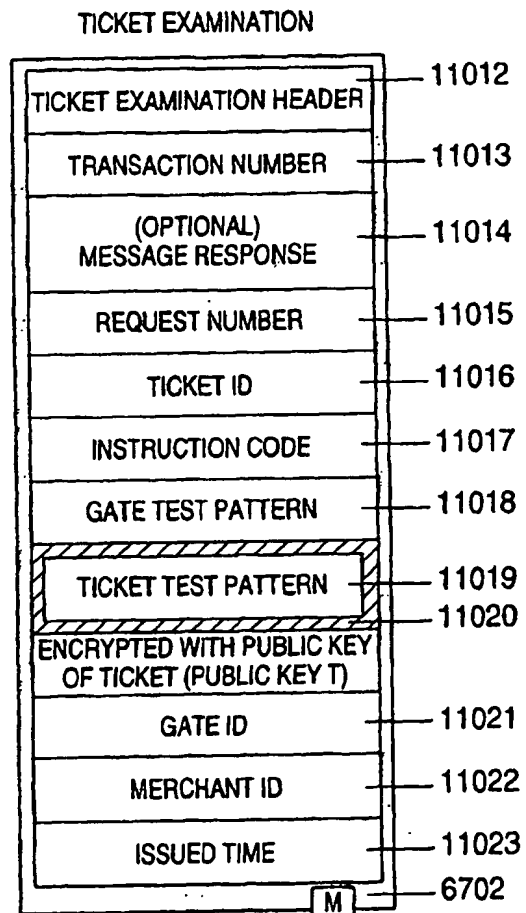 TICKET EXAMINATION
TICKET EXAMINATION HEADER 11012
TRANSACTION NUMBER 11013
(OPTIONAL)
MESSAGE RESPONSE 11014
REQUEST NUMBER 11015
TICKET ID 11016
INSTRUCTION CODE 11017
GATE TEST PATTERN 11018
TICKET TEST PATTERN 11019
11020
ENCRYPTED WITH PUBLIC KEY
OF TICKET (PUBLIC KEY T)
GATE ID 11021
MERCHANT ID 11022
ISSUED TIME 11023
M 6702